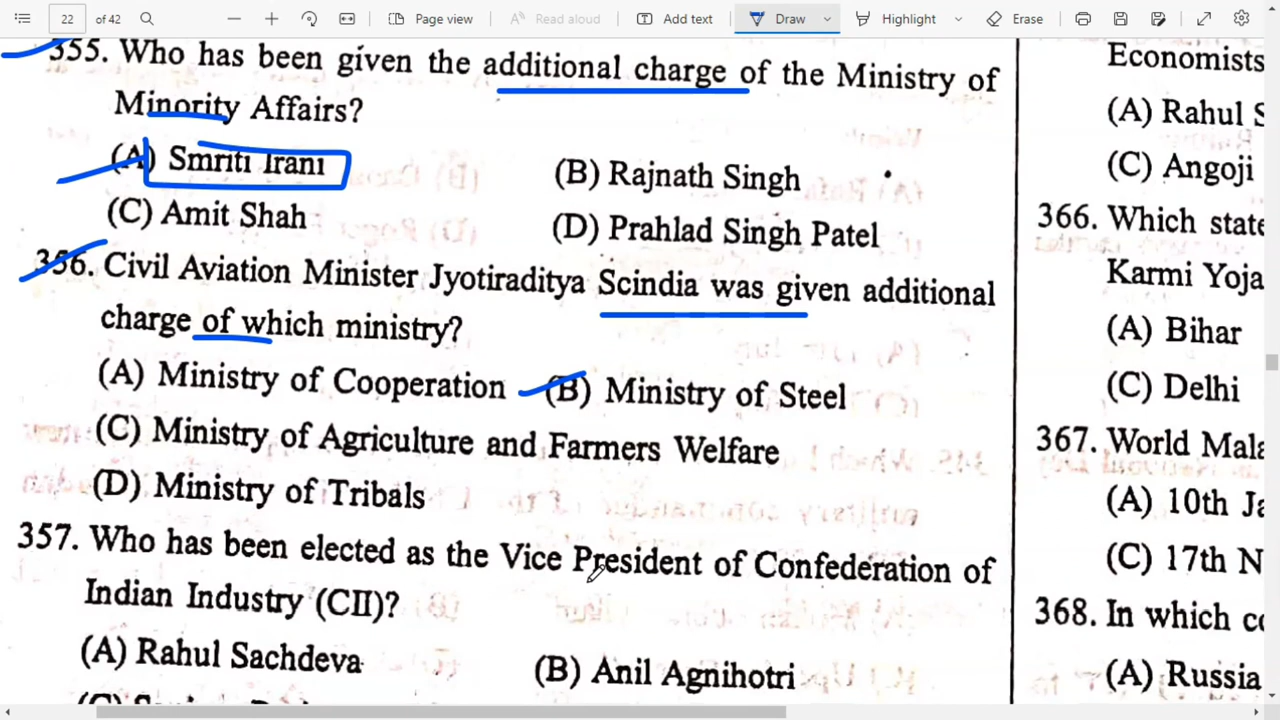 22 of 42
Page view
Read aloud
Add text
Draw
Highlight
Erase
355. Who has been given the additional charge of the Ministry of
Minority Affairs?
(A) Smriti Irani
(B) Rajnath Singh
(C) Amit Shah
(D) Prahlad Singh Patel
356. Civil Aviation Minister Jyotiraditya Scindia was given additional
charge of which ministry?
(A) Ministry of Cooperation (B) Ministry of Steel
(C) Ministry of Agriculture and Farmers Welfare
(D) Ministry of Tribals
357. Who has been elected as the Vice President of Confederation of
Indian Industry (CII)?
(A) Rahul Sachdeva
(B) Anil Agnihotri
Economists
(A) Rahul S
(C) Angoji
366. Which state
Karmi Yoja
(A) Bihar
(C) Delhi
367. World Mala
(A) 10th Ja
(C) 17th N
368. In which co
(A) Russia